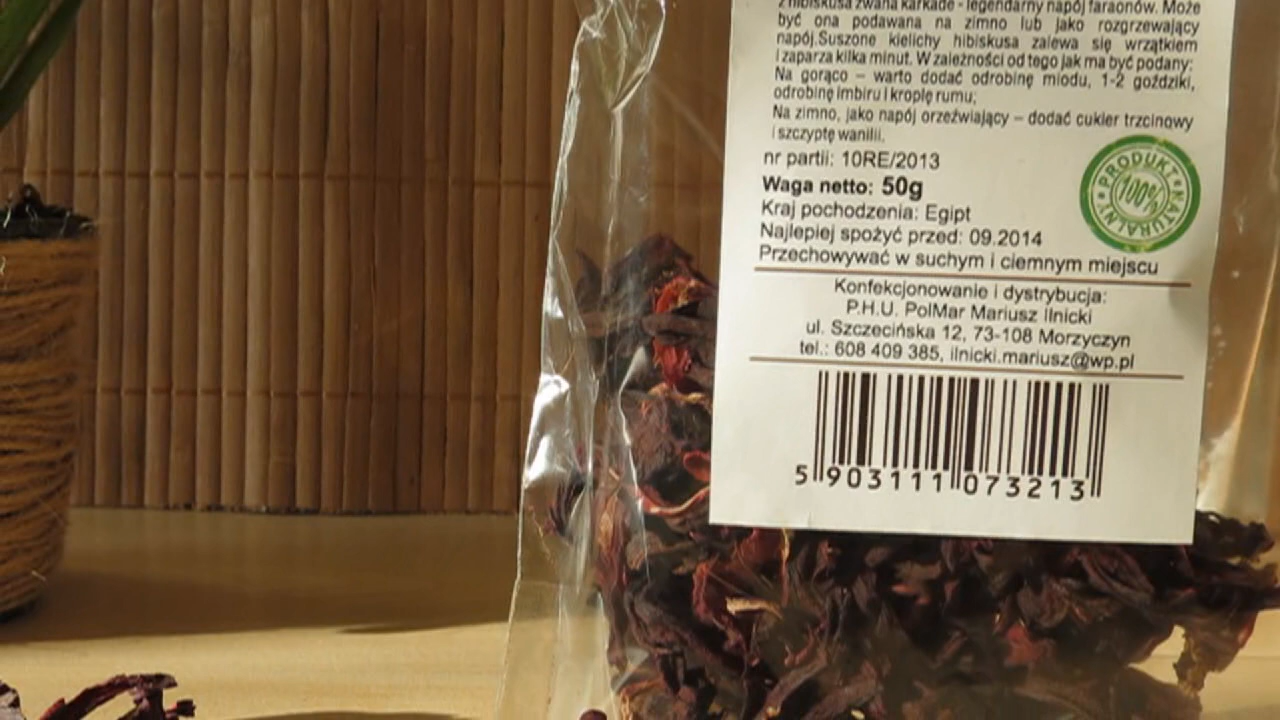 z hibiskusa zwana karkade - legendarny napój faraonów. Może
być ona podawana na zimno lub jako rozgrzewający
napój.Suszone kielichy hibiskusa zalewa się wrzątkiem
i zaparza kilka minut. W zależności od tego jak ma być podany:
Na gorąco – warto dodać odrobinę miodu, 1-2 goździki,
odrobinę imbiru i kroplę rumu;
Na zimno, jako napój orzeźwiający – dodać cukier trzcinowy
i szczyptę wanilii.
nr partii: 10RE/2013
Waga netto: 50g
Kraj pochodzenia: Egipt
Najlepiej spożyć przed: 09.2014
Przechowywać w suchym i ciemnym miejscu
PRODUKT
100%
NATURALNY
Konfekcjonowanie i dystrybucja:
P.H.U. PolMar Mariusz Ilnicki
ul. Szczecińska 12, 73-108 Morzyczyn
tel.: 608 409 385, ilnicki.mariusz@wp.pl
5 903111 073213